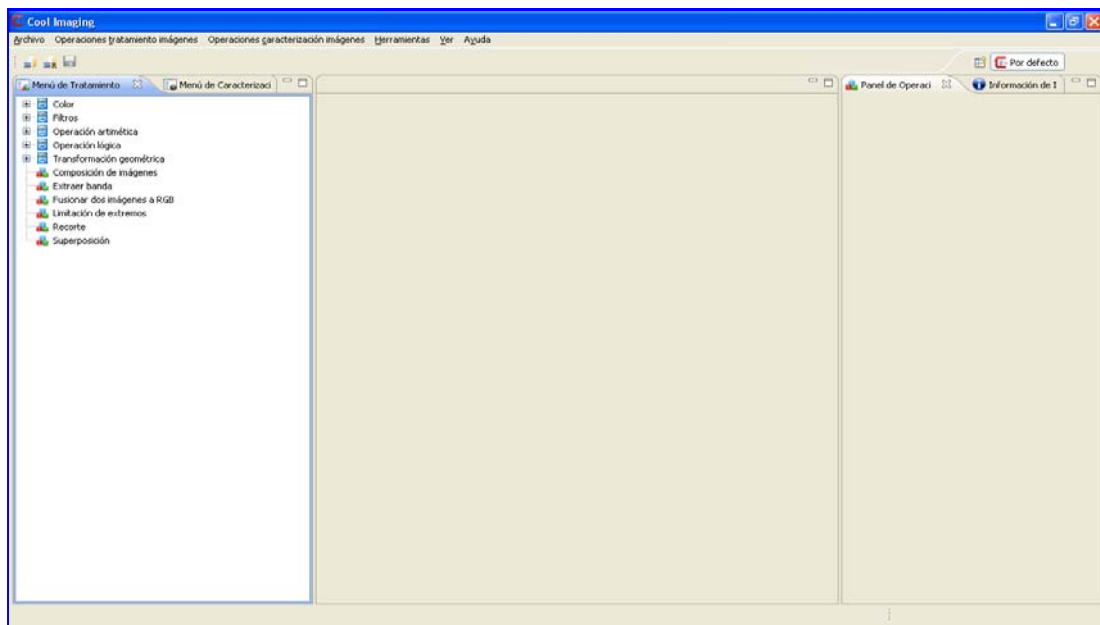 Cool Imaging
Archivo Operaciones tratamiento imágenes Operaciones caracterización imágenes Herramientas Ver Ayuda
Por defecto
Menú de Tratamiento Menú de Caracterizaci Panel de Operaci Información de I
Color
Filtros
Operación artimética
Operación lógica
Transformación geométrica
Composición de imágenes
Extraer banda
Fusionar dos imágenes a RGB
Limitación de extremos
Recorte
Superposición